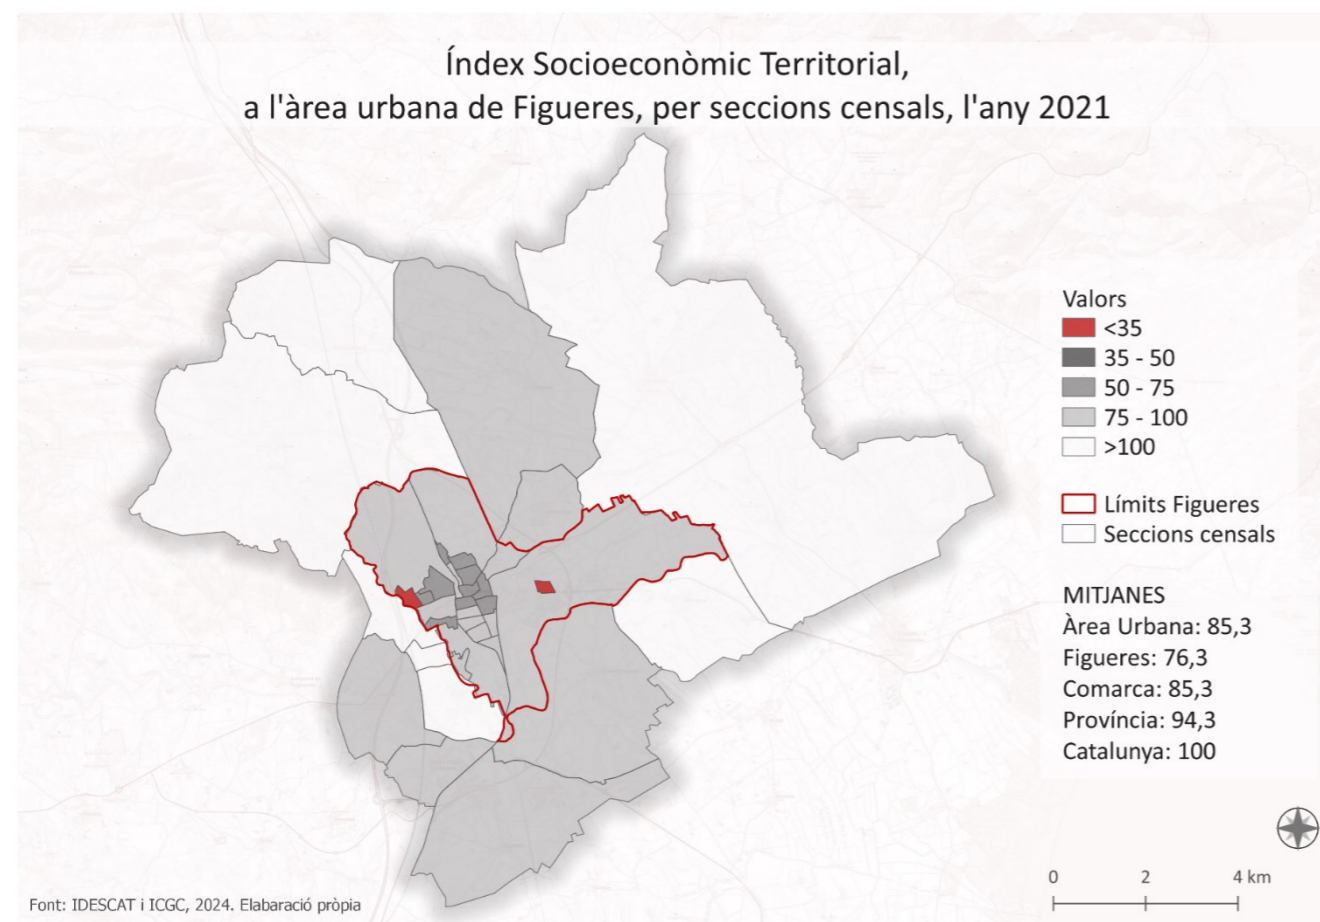 Índex Socioeconòmic Territorial,
a l'àrea urbana de Figueres, per seccions censals, l'any 2021
Valors
<35
35 - 50
50 - 75
75 - 100
>100
Límits Figueres
Seccions censals
MITJANES
Àrea Urbana: 85,3
Figueres: 76,3
Comarca: 85,3
Província: 94,3
Catalunya: 100
0 2 4 km
Font: IDESCAT i ICGC, 2024. Elabaració pròpia